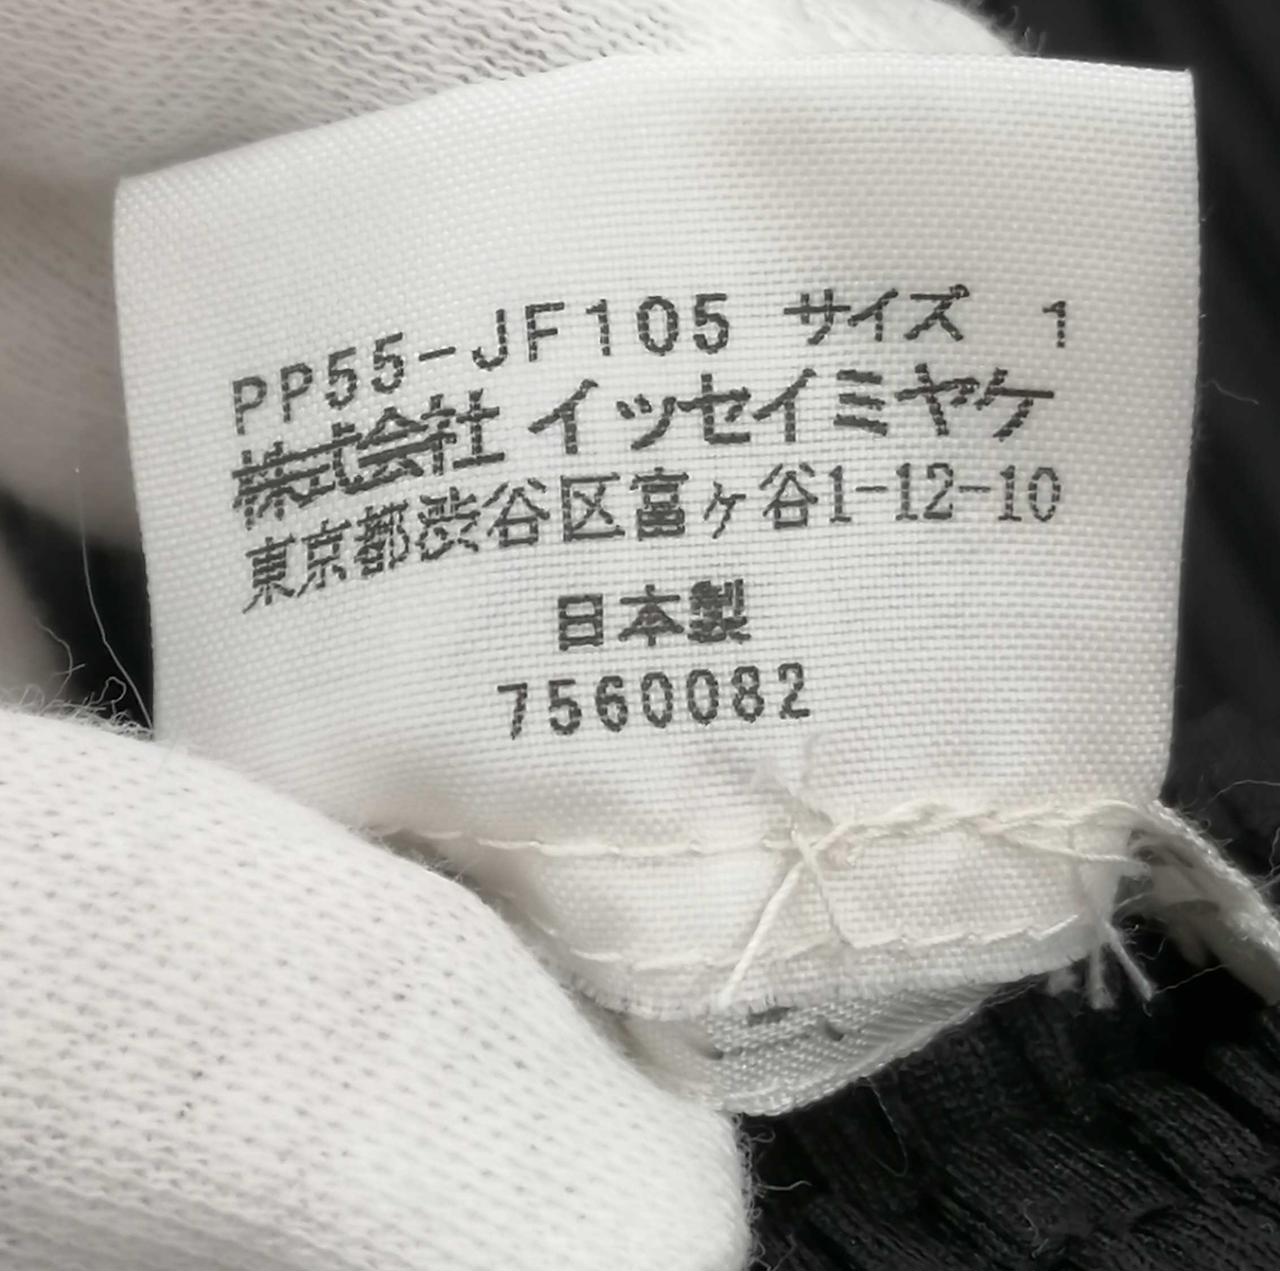 PP55-JF105 サイズ 1
株式会社 イッセイミヤケ
東京都渋谷区富ヶ谷1-12-10
日本製
7560082